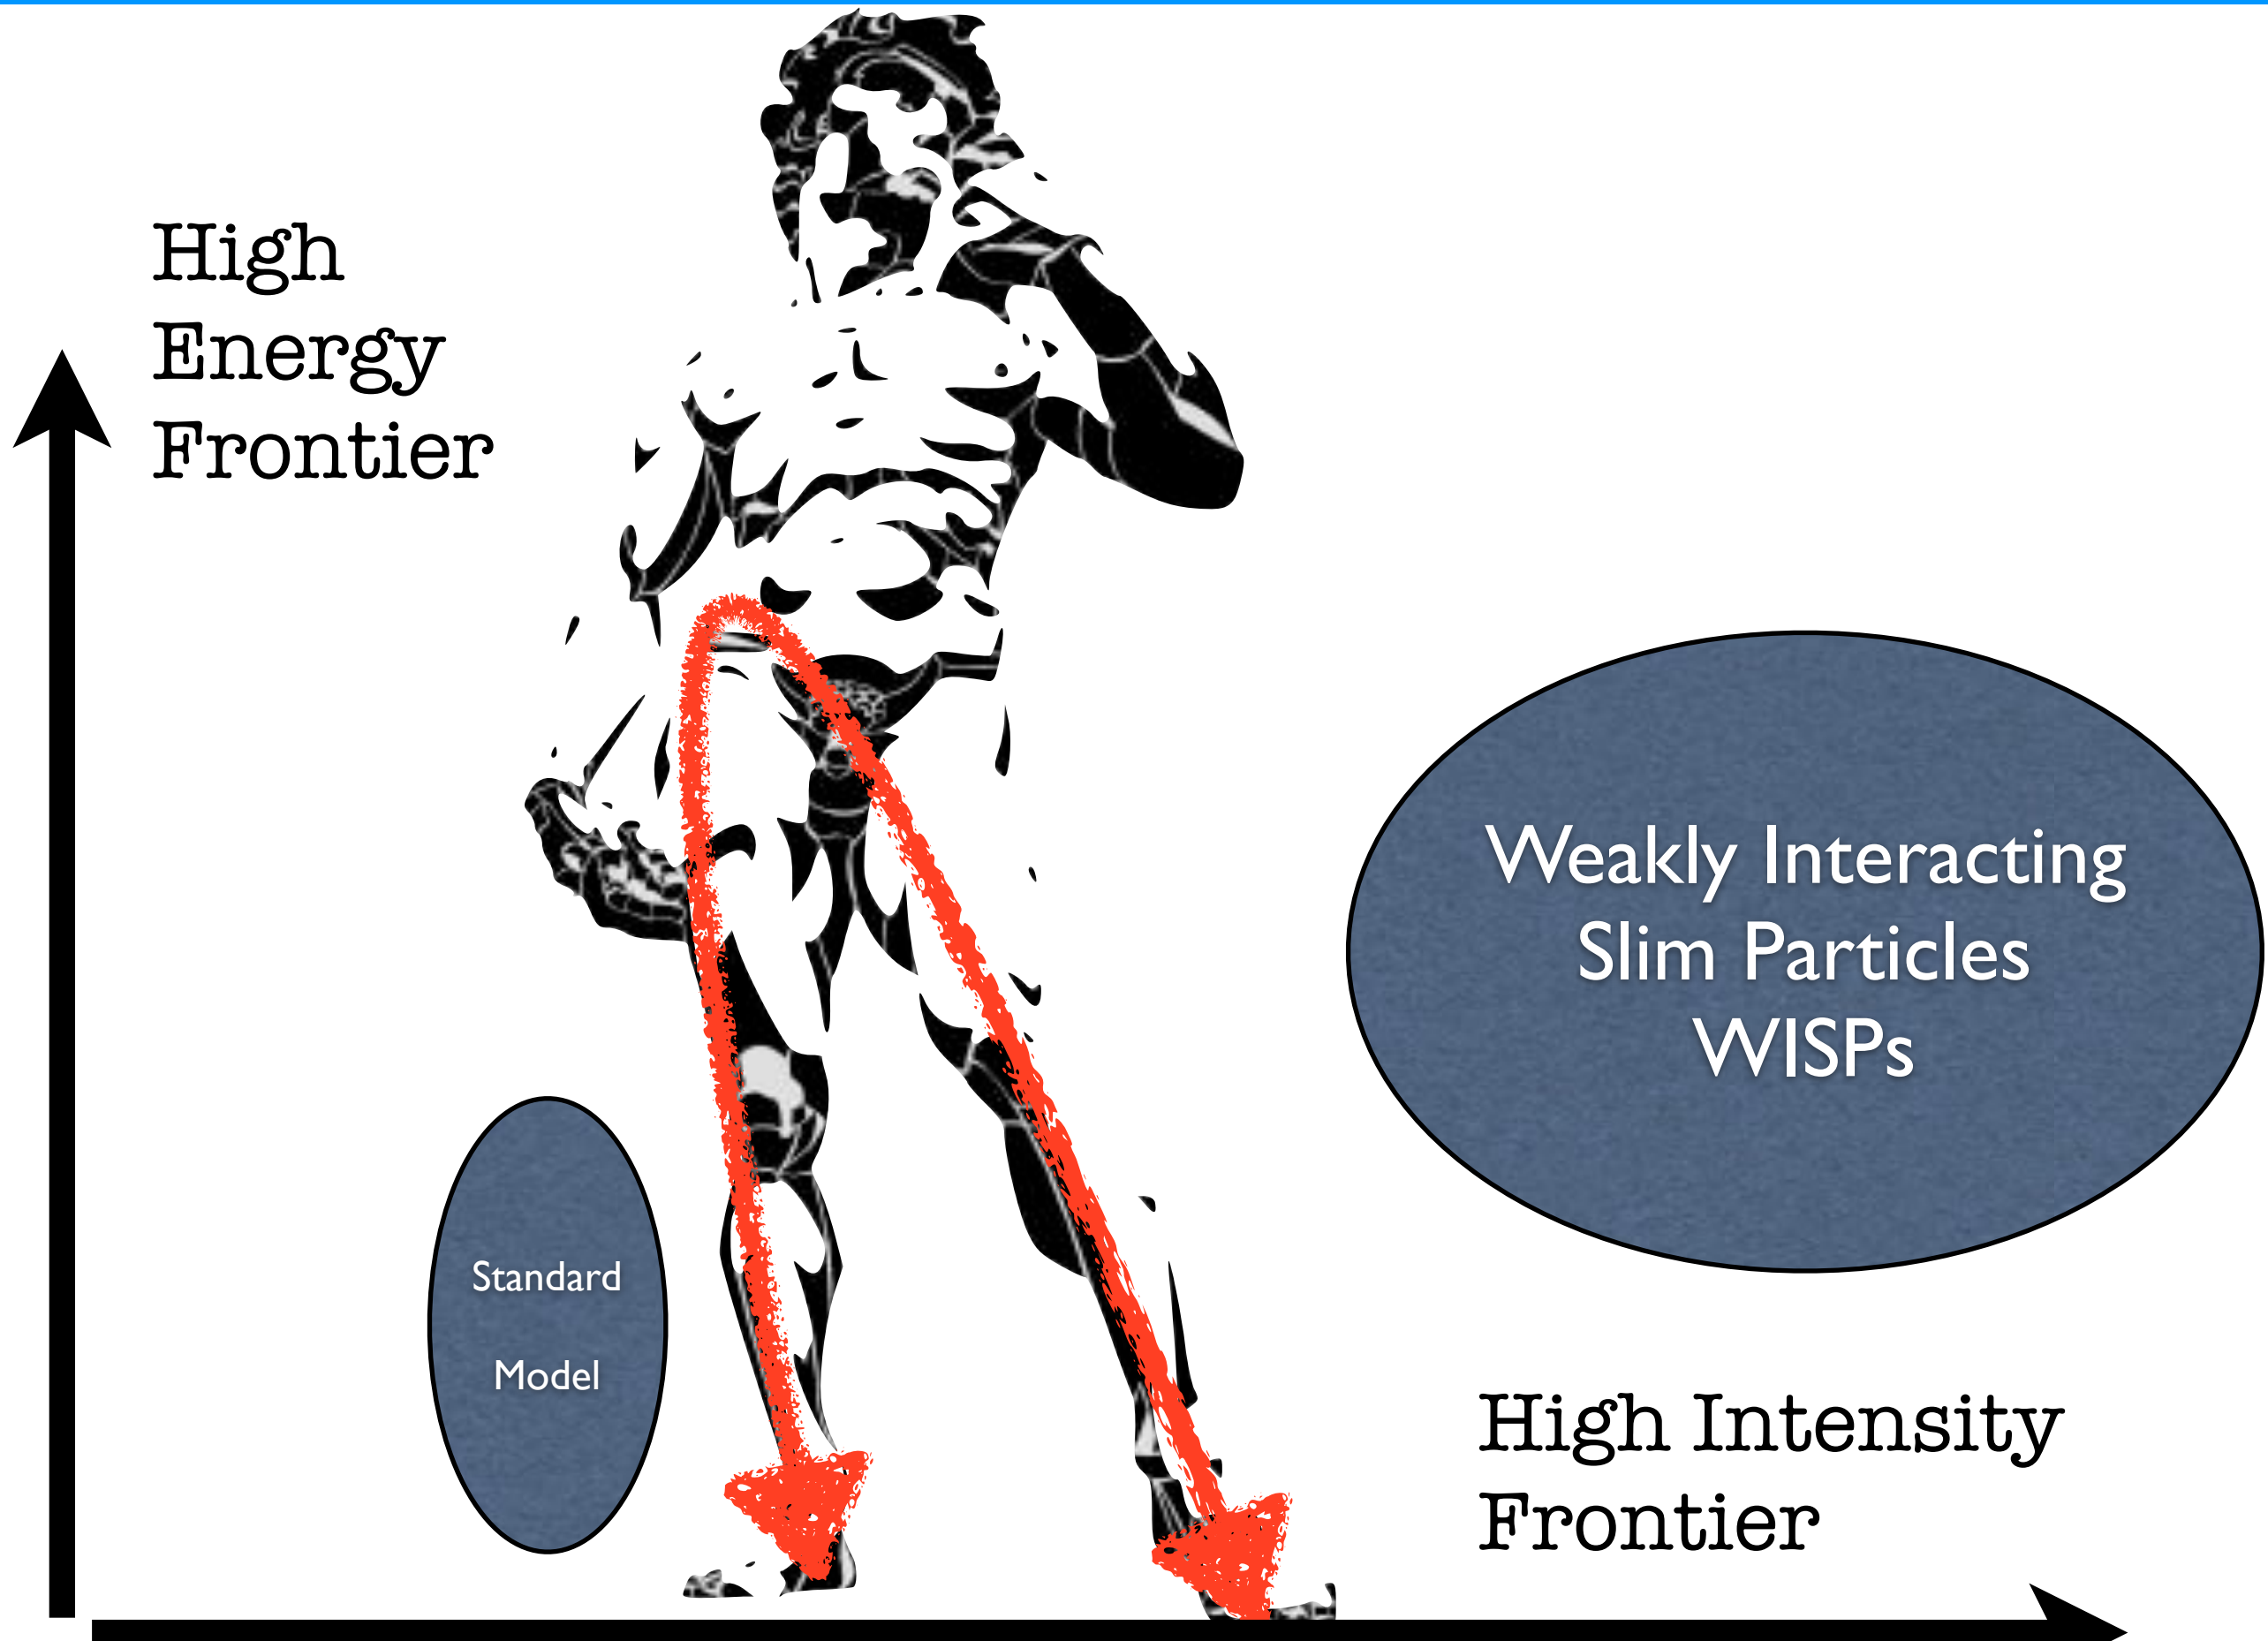 High
Energy
Frontier
Weakly Interacting
Slim Particles
WISPs
Standard
Model
High Intensity
Frontier